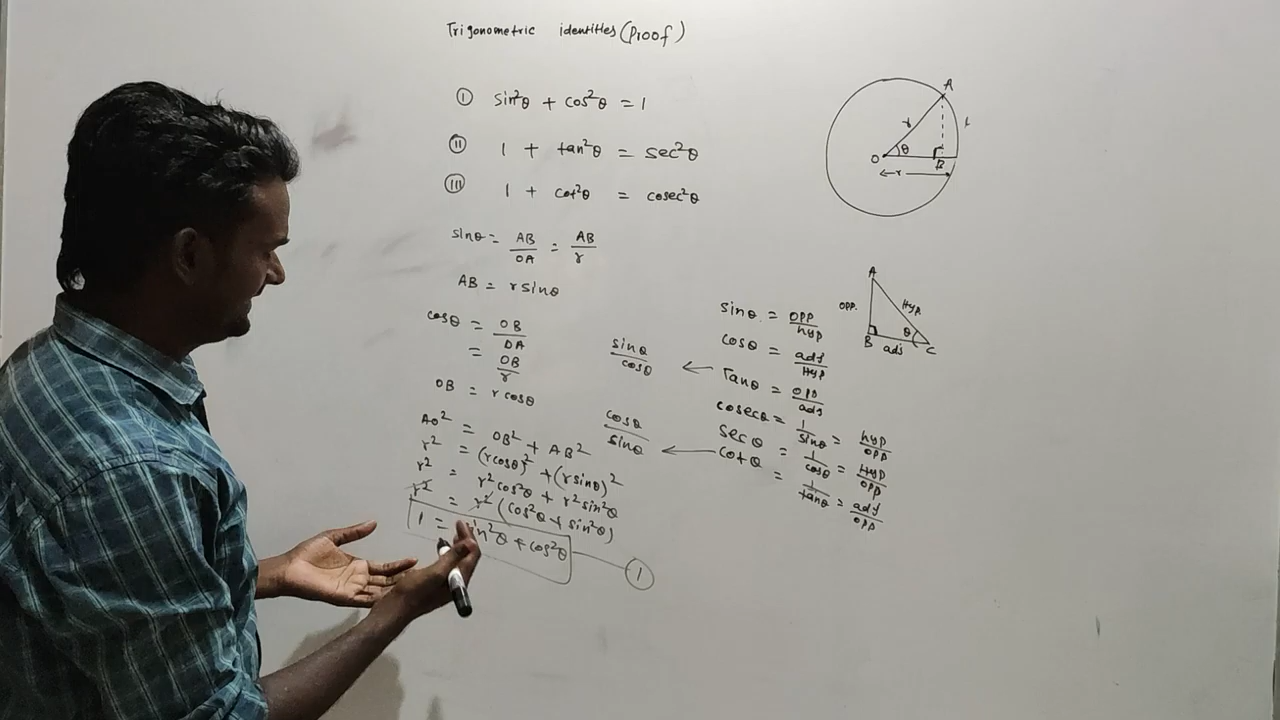 Trigonometric identities (Proof)
① sin²θ + cos²θ = 1
② 1 + tan²θ = sec²θ
③ 1 + cot²θ = cosec²θ
sinθ = AB/OA = AB/r
AB = r sinθ
cosθ = OB/OA
= OB/r
OB = r cosθ
AO² = OB² + AB²
r² = (r cosθ)² + (r sinθ)²
r² = r²cos²θ + r²sin²θ
r² = r² (cos²θ + sin²θ)
1 = sin²θ + cos²θ ①
sinθ/cosθ
cosθ/sinθ
A
r
O θ B
r
A
OPP. Hyp.
θ
B adj C
sinθ = OPP/hyp
cosθ = adj/Hyp
Tanθ = OPP/adj
cosecθ = 1/sinθ = hyp/OPP
secθ = 1/cosθ = Hyp/OPP
cotθ = 1/tanθ = adj/OPP